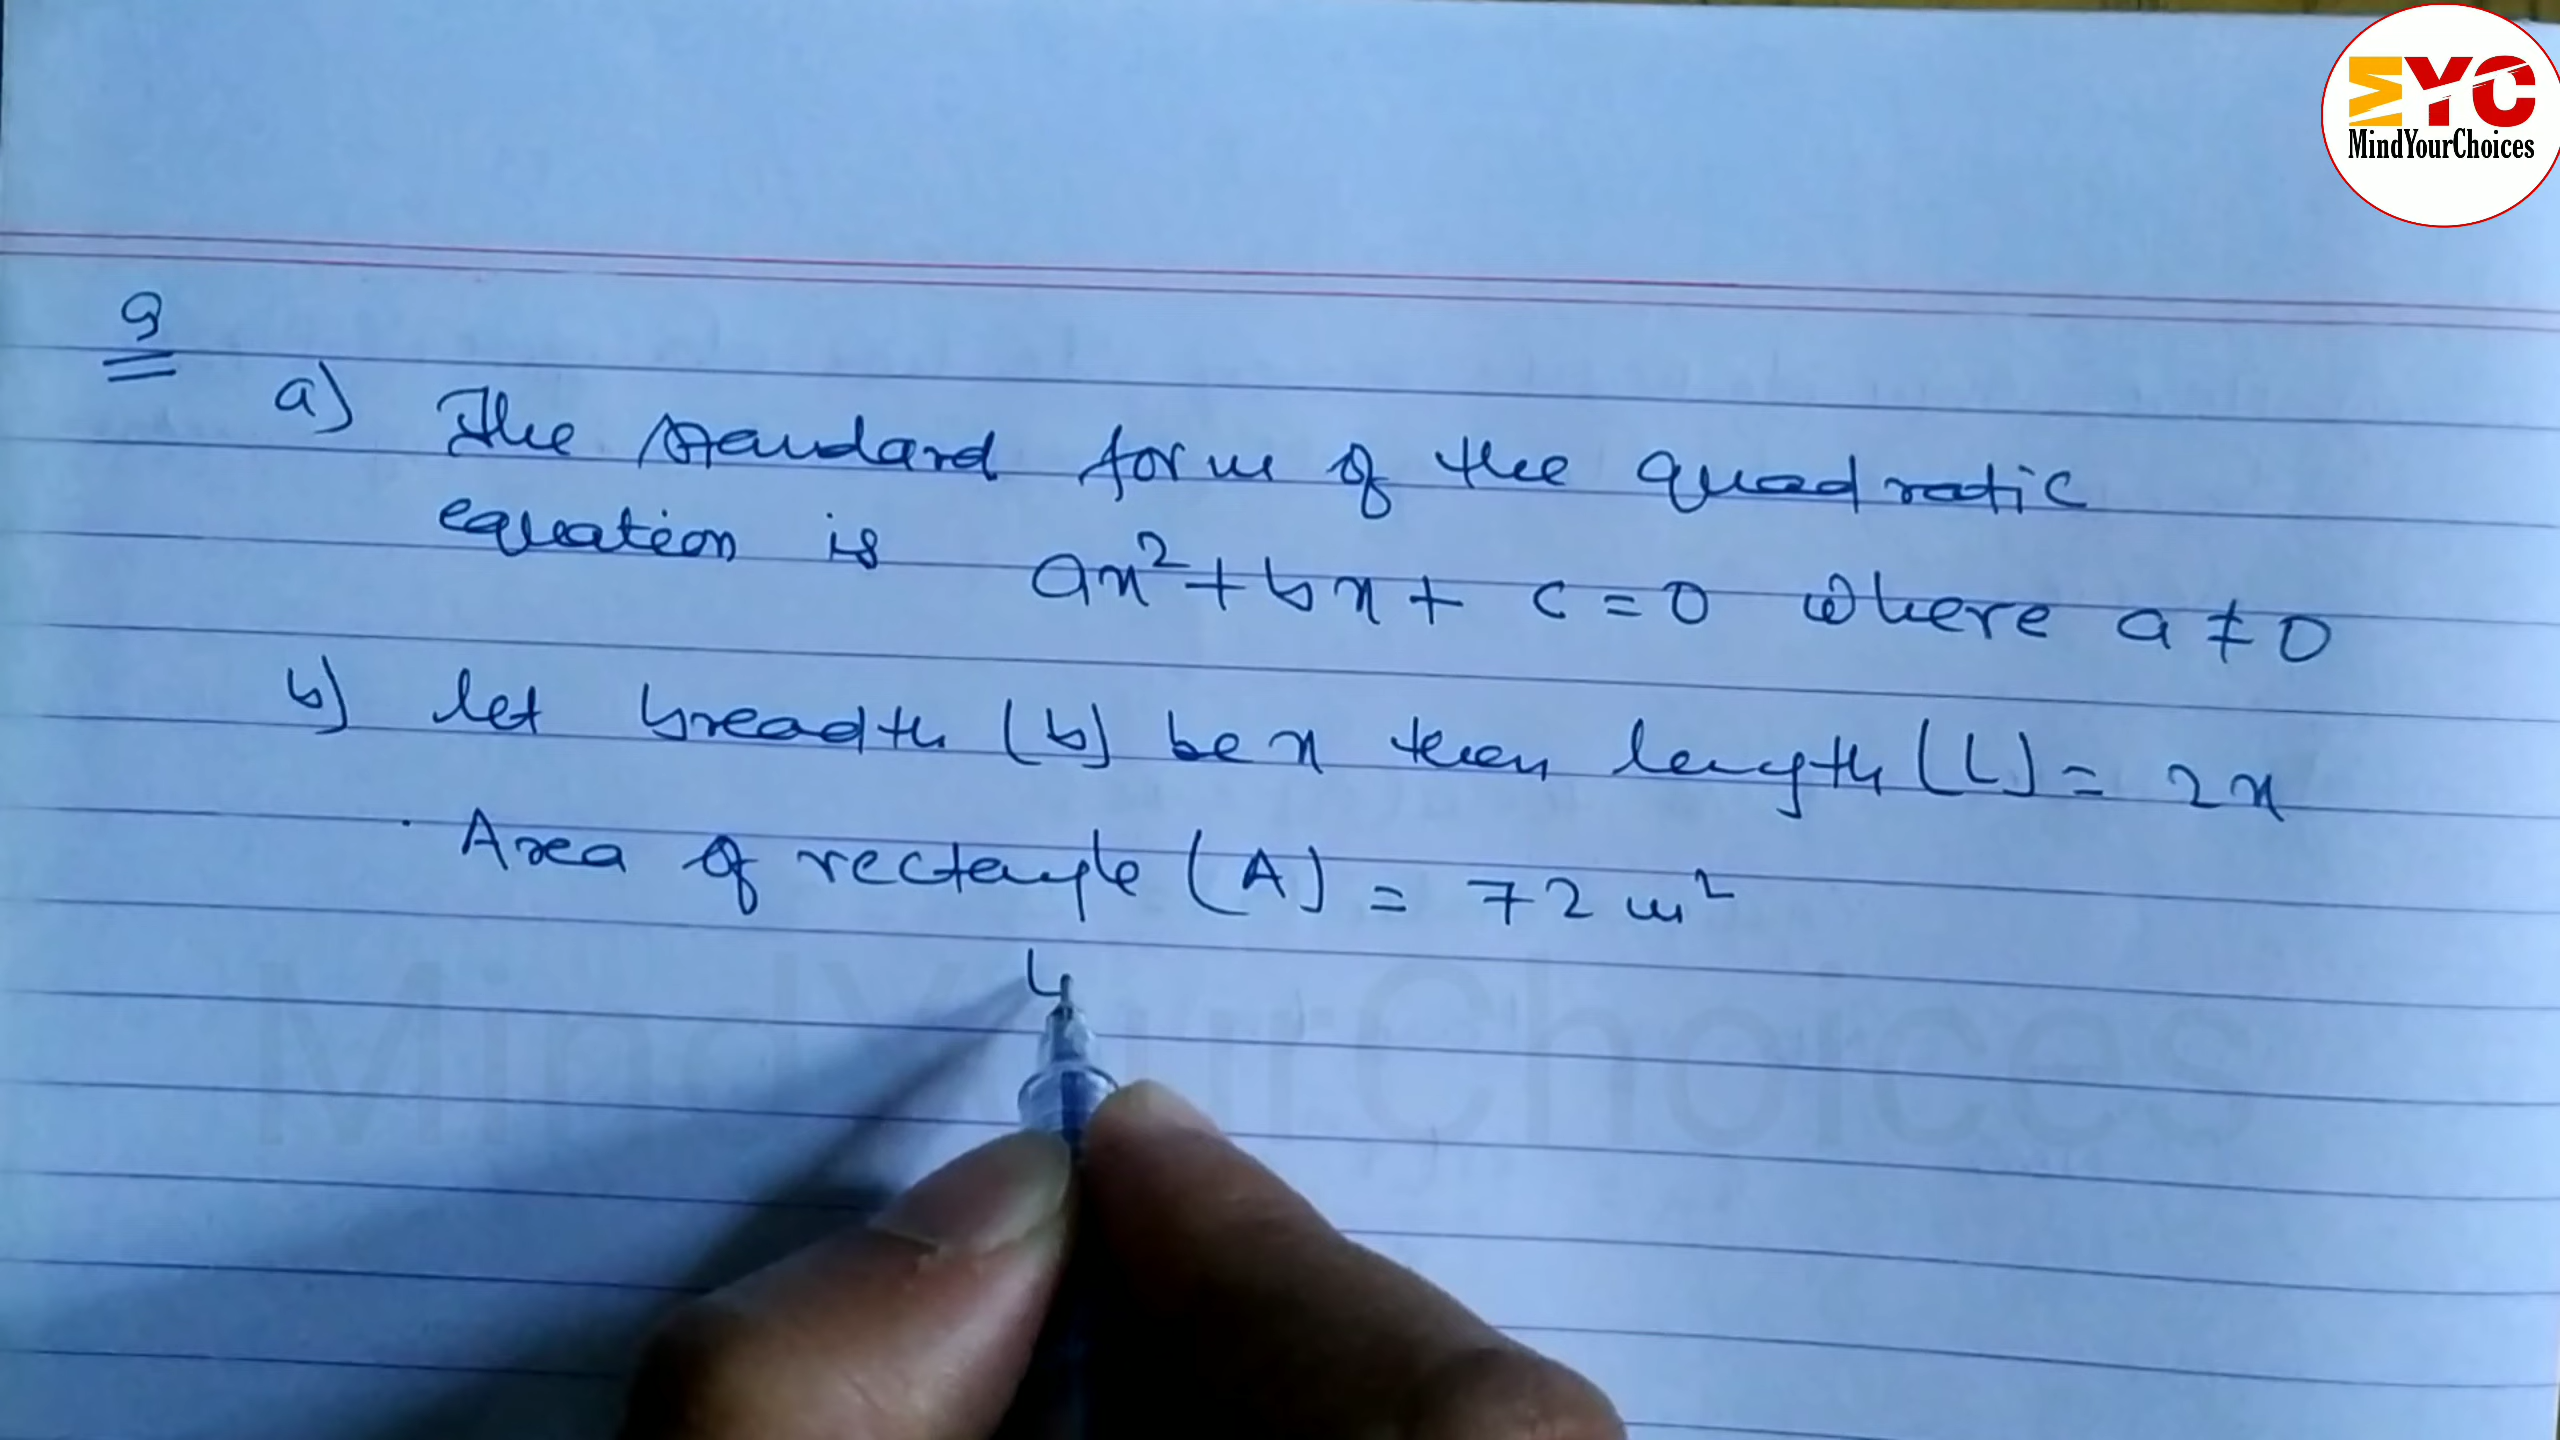 MYC
MindYourChoices
9
a) The standard form of the quadratic
equation is ax²+bx+c=0 where a≠0
b) let breadth (b) be x then length (L) = 2x
Area of rectangle (A) = 72 m²
L
MindYourChoices